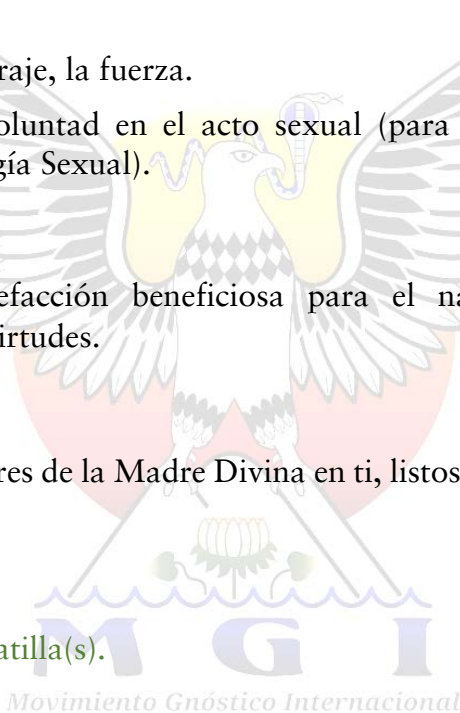 raje, la fuerza.
oluntad en el acto sexual (para
gía Sexual).
efacción beneficiosa para el na
irtudes.
res de la Madre Divina en ti, listos
atilla(s).
M G I
Movimiento Gnóstico Internacional